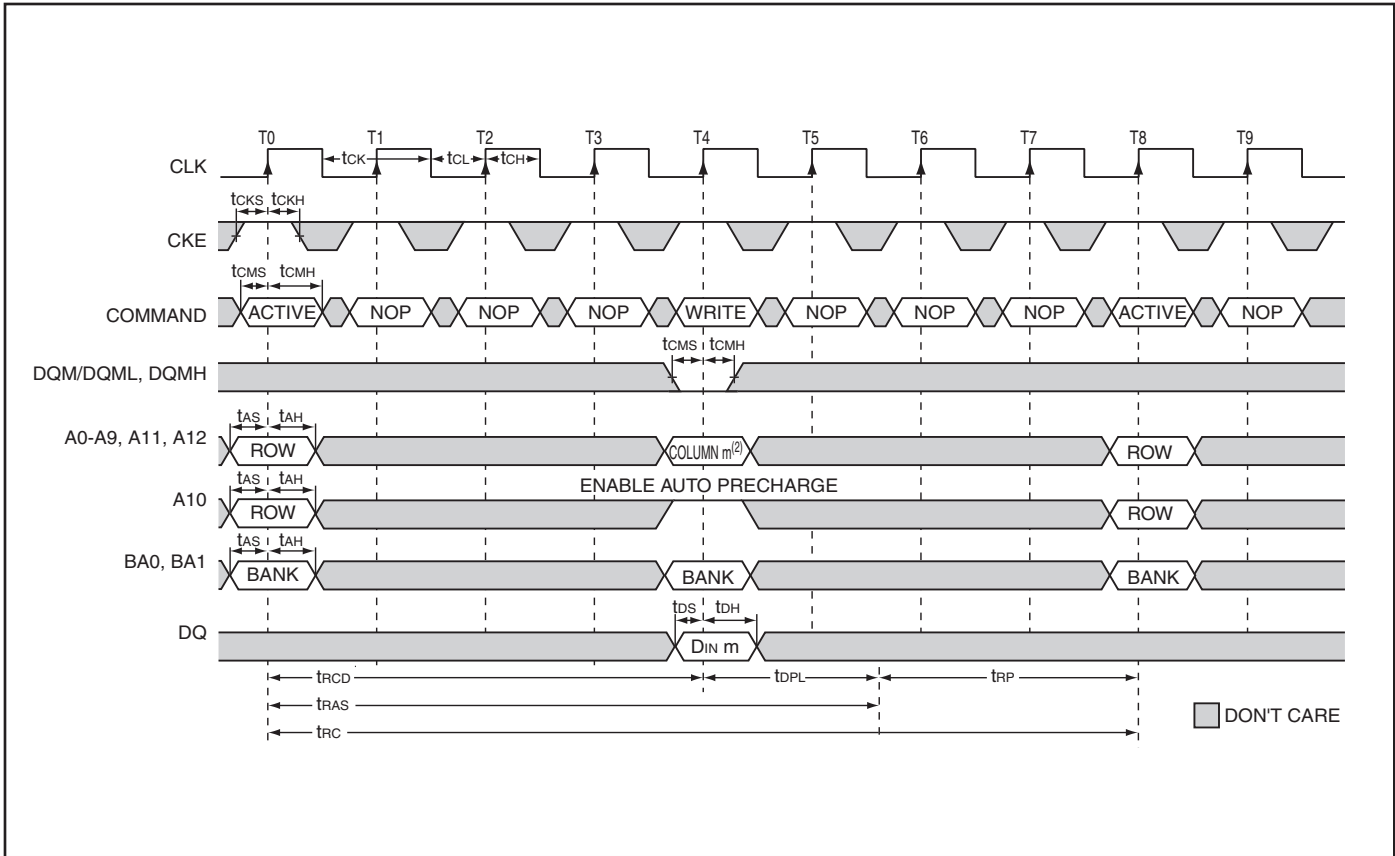 T0 T1 T2 T3 T4 T5 T6 T7 T8 T9
CLK tCK tCL tCH
tCKS tCKH
CKE
tCMS tCMH
COMMAND ACTIVE NOP NOP NOP WRITE NOP NOP NOP ACTIVE NOP
tCMS tCMH
DQM/DQML, DQMH
tAS tAH
A0-A9, A11, A12 ROW COLUMN m(2) ROW
tAS tAH ENABLE AUTO PRECHARGE
A10 ROW ROW
tAS tAH
BA0, BA1 BANK BANK BANK
tDS tDH
DQ DIN m
tRCD tDPL tRP
tRAS
tRC
DON'T CARE